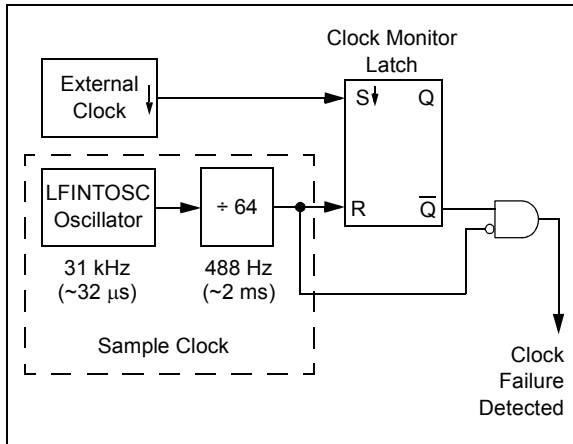 Clock Monitor
Latch
External
Clock
S
Q
LFINTOSC
Oscillator
÷ 64
R
Q̅
31 kHz
(~32 μs)
488 Hz
(~2 ms)
Sample Clock
Clock
Failure
Detected